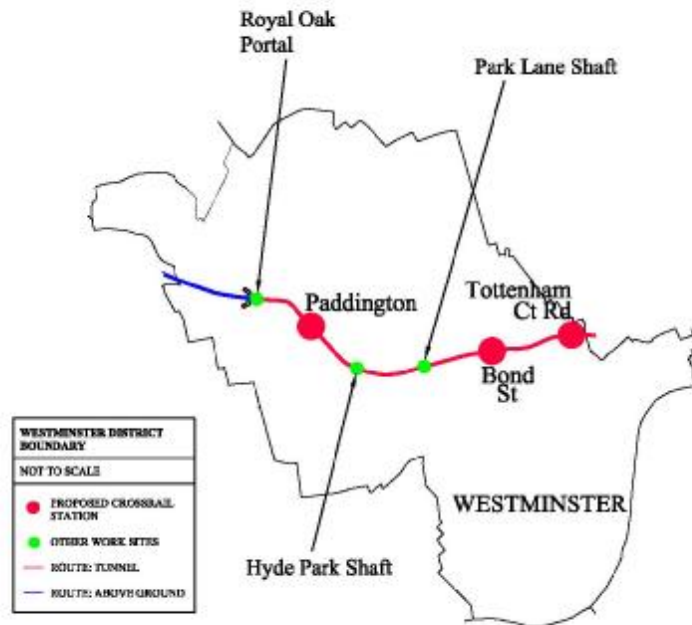 Royal Oak
Portal
Park Lane Shaft
Paddington
Tottenham
Ct Rd
Bond
St
WESTMINSTER DISTRICT
BOUNDARY
NOT TO SCALE
PROPOSED CROSSRAIL
STATION
OTHER WORK SITES
ROUTE: TUNNEL
ROUTE: ABOVE GROUND
WESTMINSTER
Hyde Park Shaft